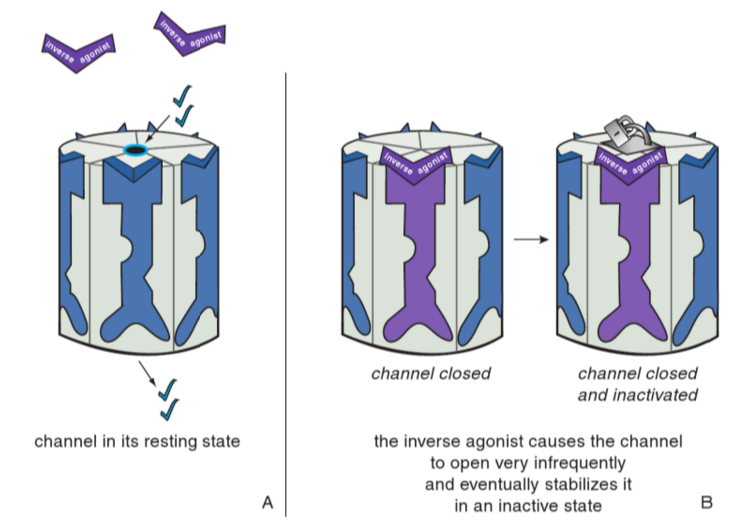 inverse agonist
inverse agonist
channel in its resting state
A
inverse agonist
channel closed
inverse agonist
channel closed
and inactivated
the inverse agonist causes the channel
to open very infrequently
and eventually stabilizes it
in an inactive state
B